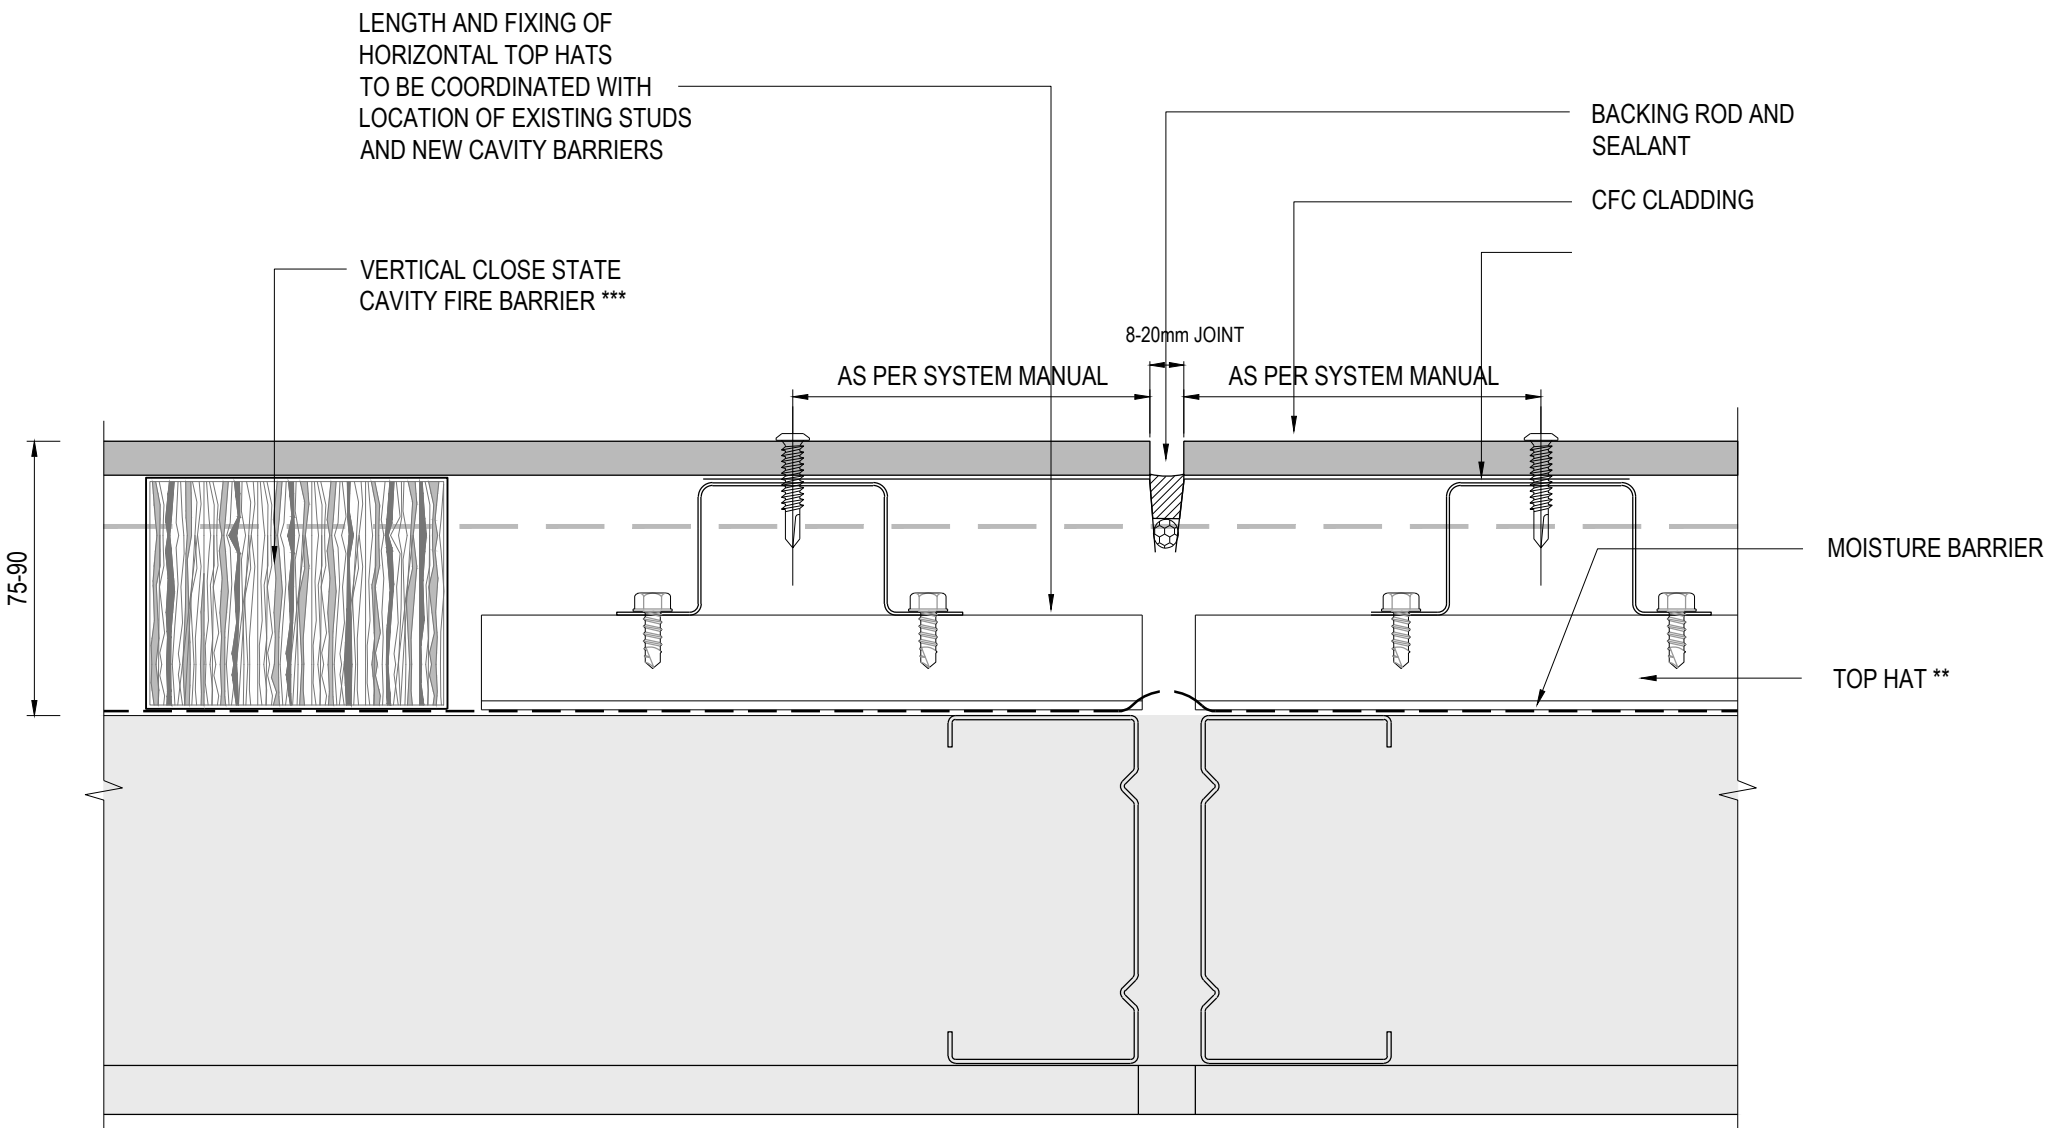 LENGTH AND FIXING OF
HORIZONTAL TOP HATS
TO BE COORDINATED WITH
LOCATION OF EXISTING STUDS
AND NEW CAVITY BARRIERS
BACKING ROD AND
SEALANT
CFC CLADDING
VERTICAL CLOSE STATE
CAVITY FIRE BARRIER ***
8-20mm JOINT
AS PER SYSTEM MANUAL
AS PER SYSTEM MANUAL
75-90
MOISTURE BARRIER
TOP HAT **